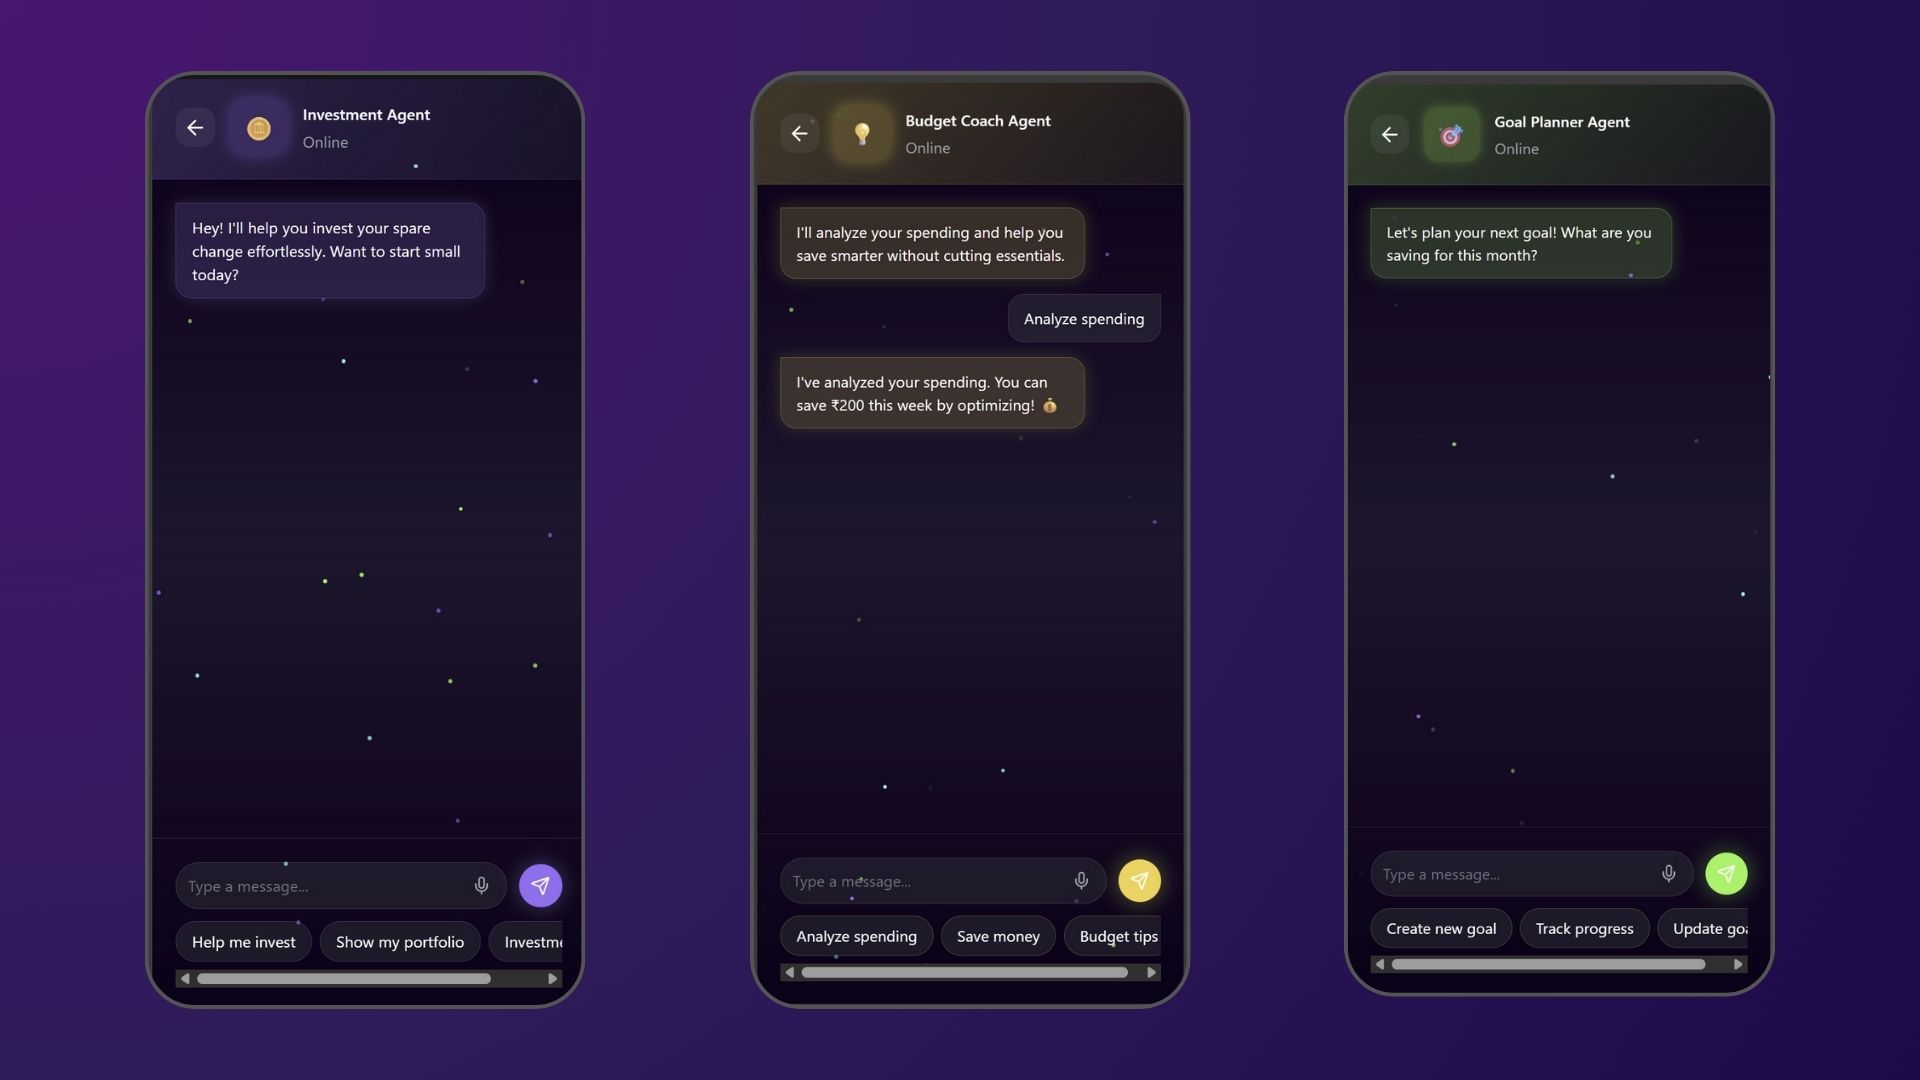 Investment Agent
Online
Hey! I'll help you invest your spare
change effortlessly. Want to start small
today?
Type a message...
Help me invest
Show my portfolio
Investme
Budget Coach Agent
Online
I'll analyze your spending and help you
save smarter without cutting essentials.
Analyze spending
I've analyzed your spending. You can
save ₹200 this week by optimizing! 💰
Type a message...
Analyze spending
Save money
Budget tips
Goal Planner Agent
Online
Let's plan your next goal! What are you
saving for this month?
Type a message...
Create new goal
Track progress
Update goa